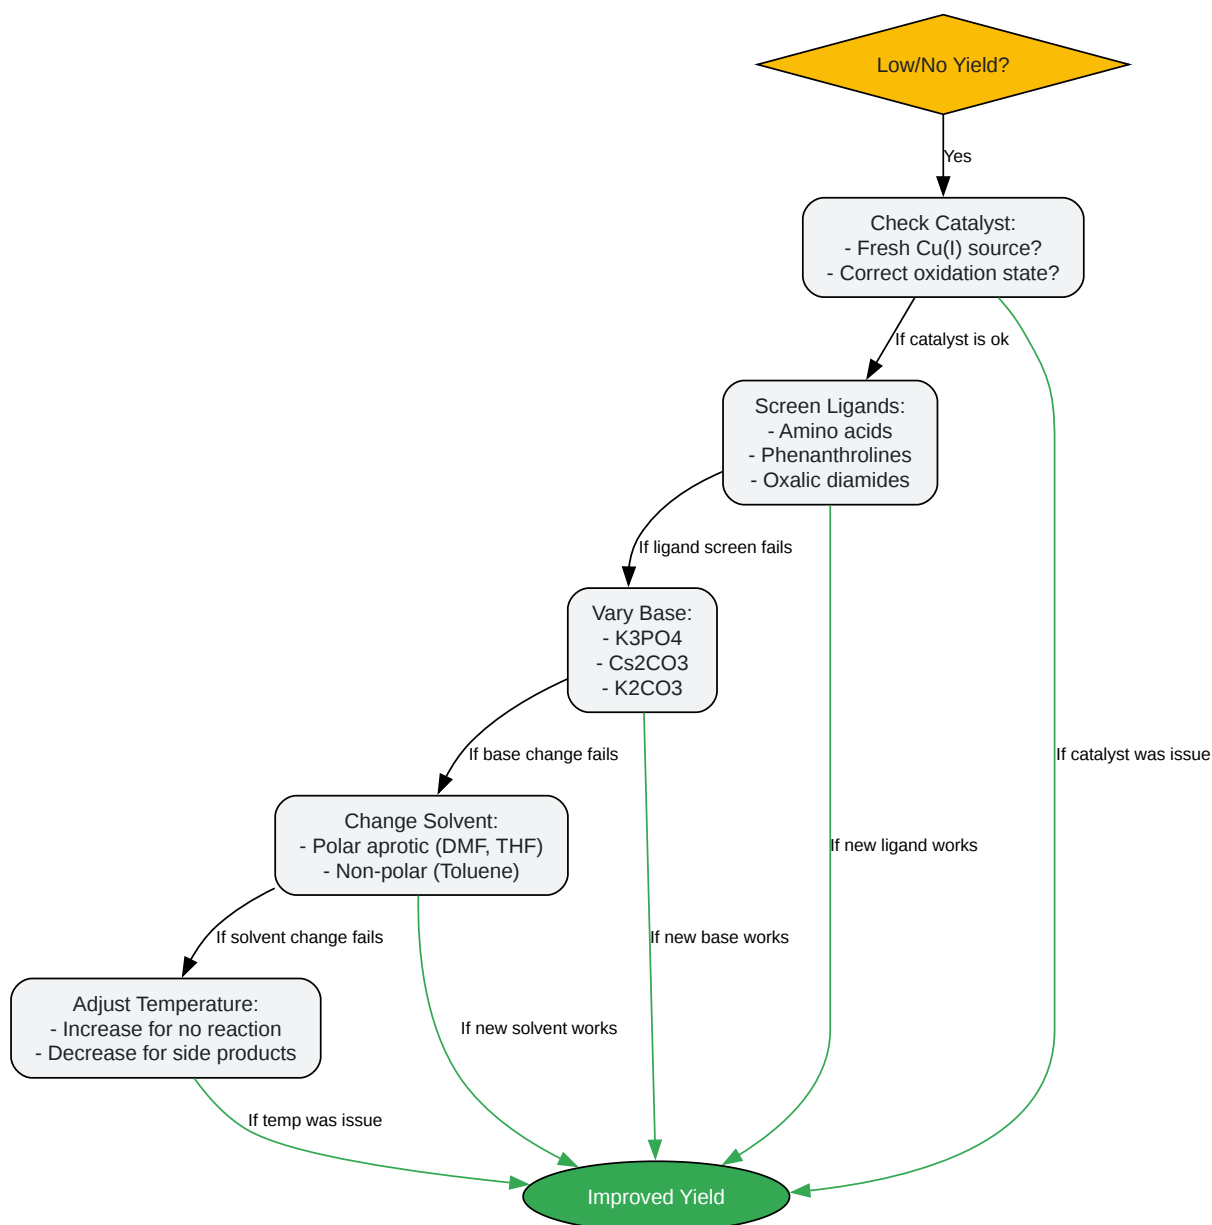 Low/No Yield?
Yes
Check Catalyst:
- Fresh Cu(I) source?
- Correct oxidation state?
If catalyst is ok
Screen Ligands:
- Amino acids
- Phenanthrolines
- Oxalic diamides
If ligand screen fails
Vary Base:
- K3PO4
- Cs2CO3
- K2CO3
If base change fails
If catalyst was issue
Change Solvent:
- Polar aprotic (DMF, THF)
- Non-polar (Toluene)
If new ligand works
If solvent change fails
If new base works
Adjust Temperature:
- Increase for no reaction
- Decrease for side products
If new solvent works
If temp was issue
Improved Yield